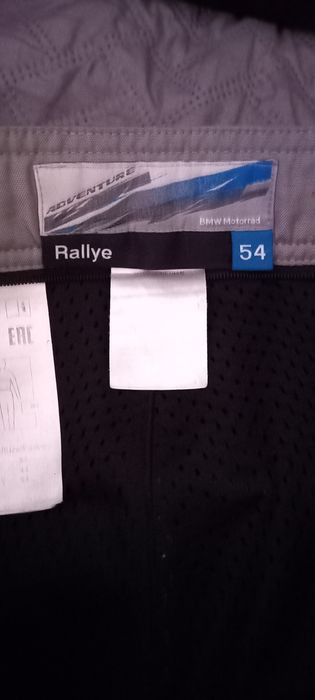 ADVENTURE
BMW Motorrad
Rallye 54
EAC